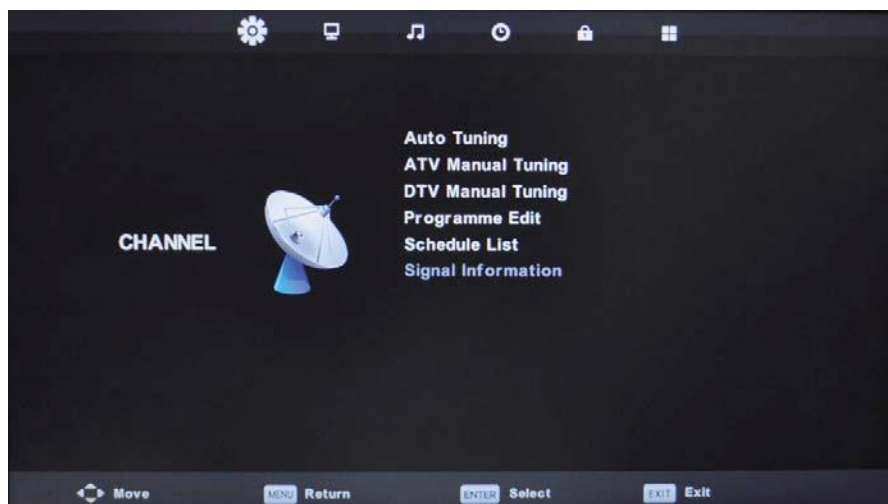 Auto Tuning
ATV Manual Tuning
DTV Manual Tuning
Programme Edit
CHANNEL
Schedule List
Signal Information
Move MENU Return ENTER Select EXIT Exit